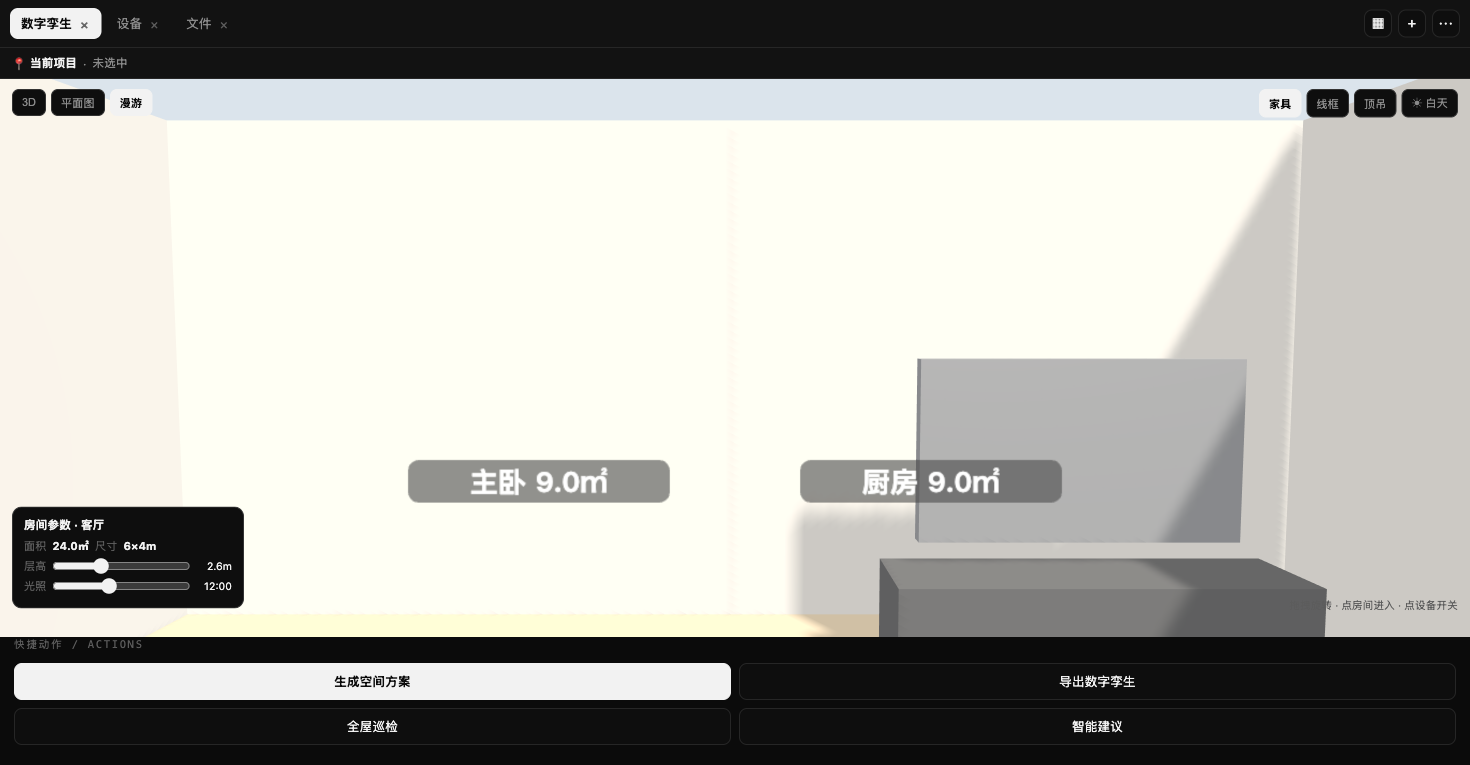 数字孪生 × 设备 × 文件 ×
▦ + ···
📍 当前项目 · 未选中
3D 平面图 漫游
家具 线框 顶吊 ☀ 白天
主卧 9.0㎡
厨房 9.0㎡
房间参数 · 客厅
面积 24.0㎡ 尺寸 6×4m
层高 2.6m
光照 12:00
· 点房间进入 · 点设备开关
快捷动作 / ACTIONS
生成空间方案
导出数字孪生
全屋巡检
智能建议